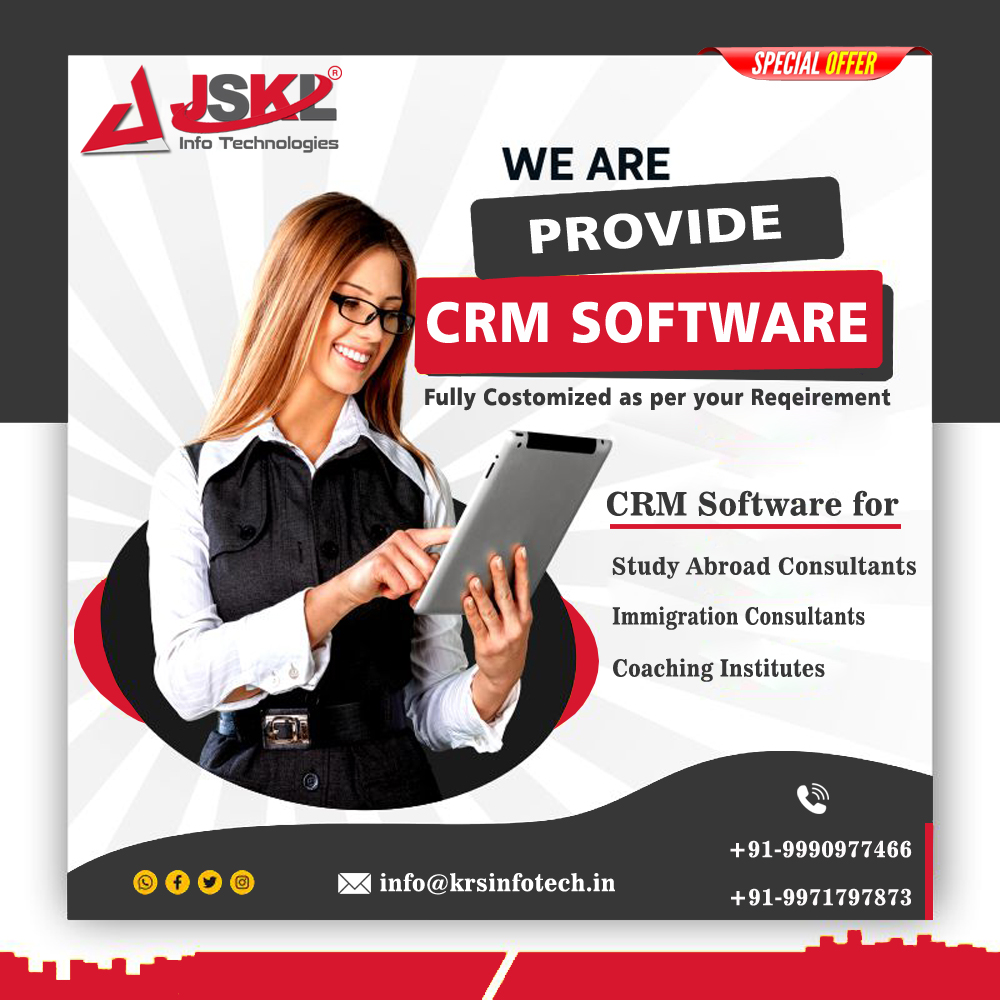 JSKL®
Info Technologies
SPECIAL OFFER
WE ARE
PROVIDE
CRM SOFTWARE
Fully Costomized as per your Reqeirement
CRM Software for
Study Abroad Consultants
Immigration Consultants
Coaching Institutes
+91-9990977466
info@krsinfotech.in
+91-9971797873